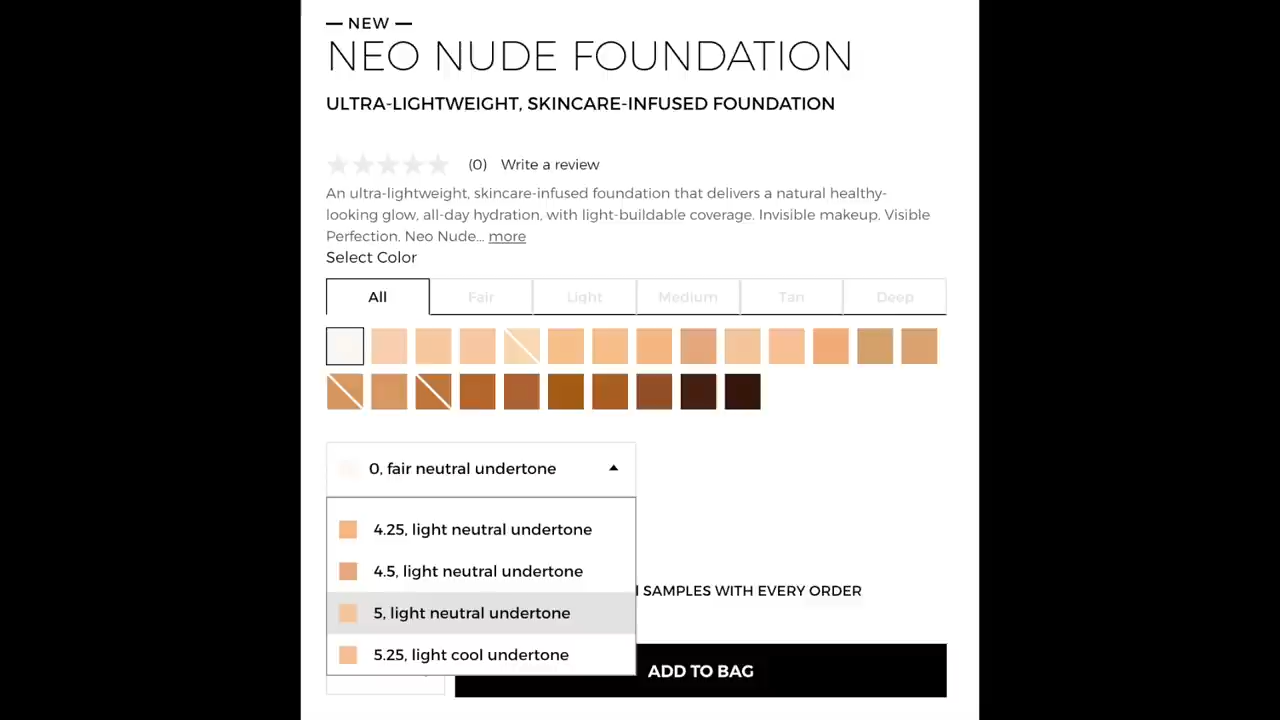 — NEW —
NEO NUDE FOUNDATION
ULTRA-LIGHTWEIGHT, SKINCARE-INFUSED FOUNDATION
(0) Write a review
An ultra-lightweight, skincare-infused foundation that delivers a natural healthy-
looking glow, all-day hydration, with light-buildable coverage. Invisible makeup. Visible
Perfection. Neo Nude... more
Select Color
All Fair Light Medium Tan Deep
0, fair neutral undertone
4.25, light neutral undertone
4.5, light neutral undertone
5, light neutral undertone
5.25, light cool undertone
SAMPLES WITH EVERY ORDER
ADD TO BAG